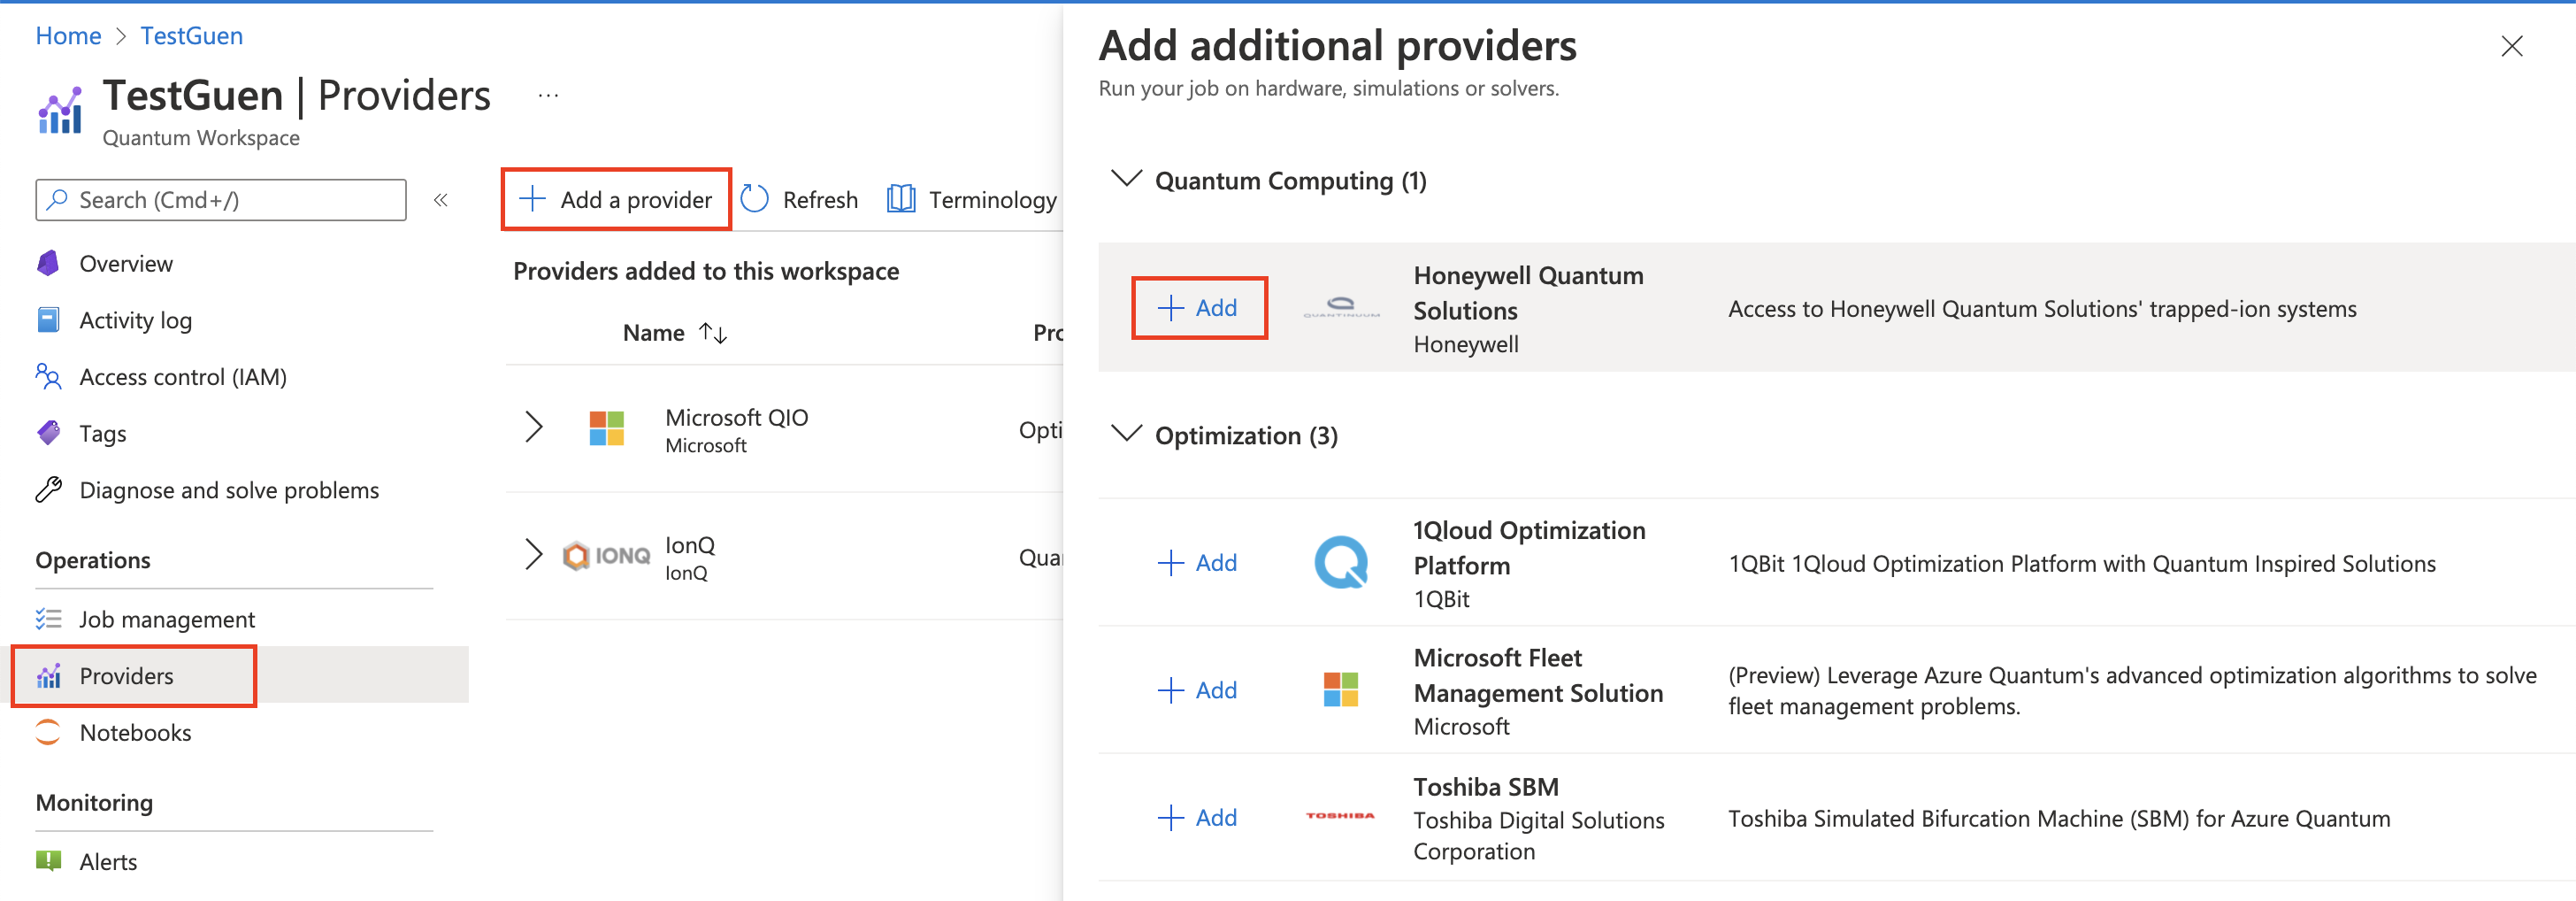 Home > TestGuen
TestGuen | Providers ...
Quantum Workspace
Search (Cmd+/) «
Overview
Activity log
Access control (IAM)
Tags
Diagnose and solve problems
Operations
Job management
Providers
Notebooks
Monitoring
Alerts
Add a provider Refresh Terminology
Providers added to this workspace
Name ↑↓ Pro
Microsoft QIO
Microsoft
Opti
IONQ
IonQ
IonQ
Quar
Add additional providers
Run your job on hardware, simulations or solvers.
Quantum Computing (1)
+ Add
QUANTINUUM
Honeywell Quantum
Solutions
Honeywell
Access to Honeywell Quantum Solutions' trapped-ion systems
Optimization (3)
+ Add
1Qloud Optimization
Platform
1QBit
1QBit 1Qloud Optimization Platform with Quantum Inspired Solutions
+ Add
Microsoft Fleet
Management Solution
Microsoft
(Preview) Leverage Azure Quantum's advanced optimization algorithms to solve
fleet management problems.
+ Add
TOSHIBA
Toshiba SBM
Toshiba Digital Solutions
Corporation
Toshiba Simulated Bifurcation Machine (SBM) for Azure Quantum